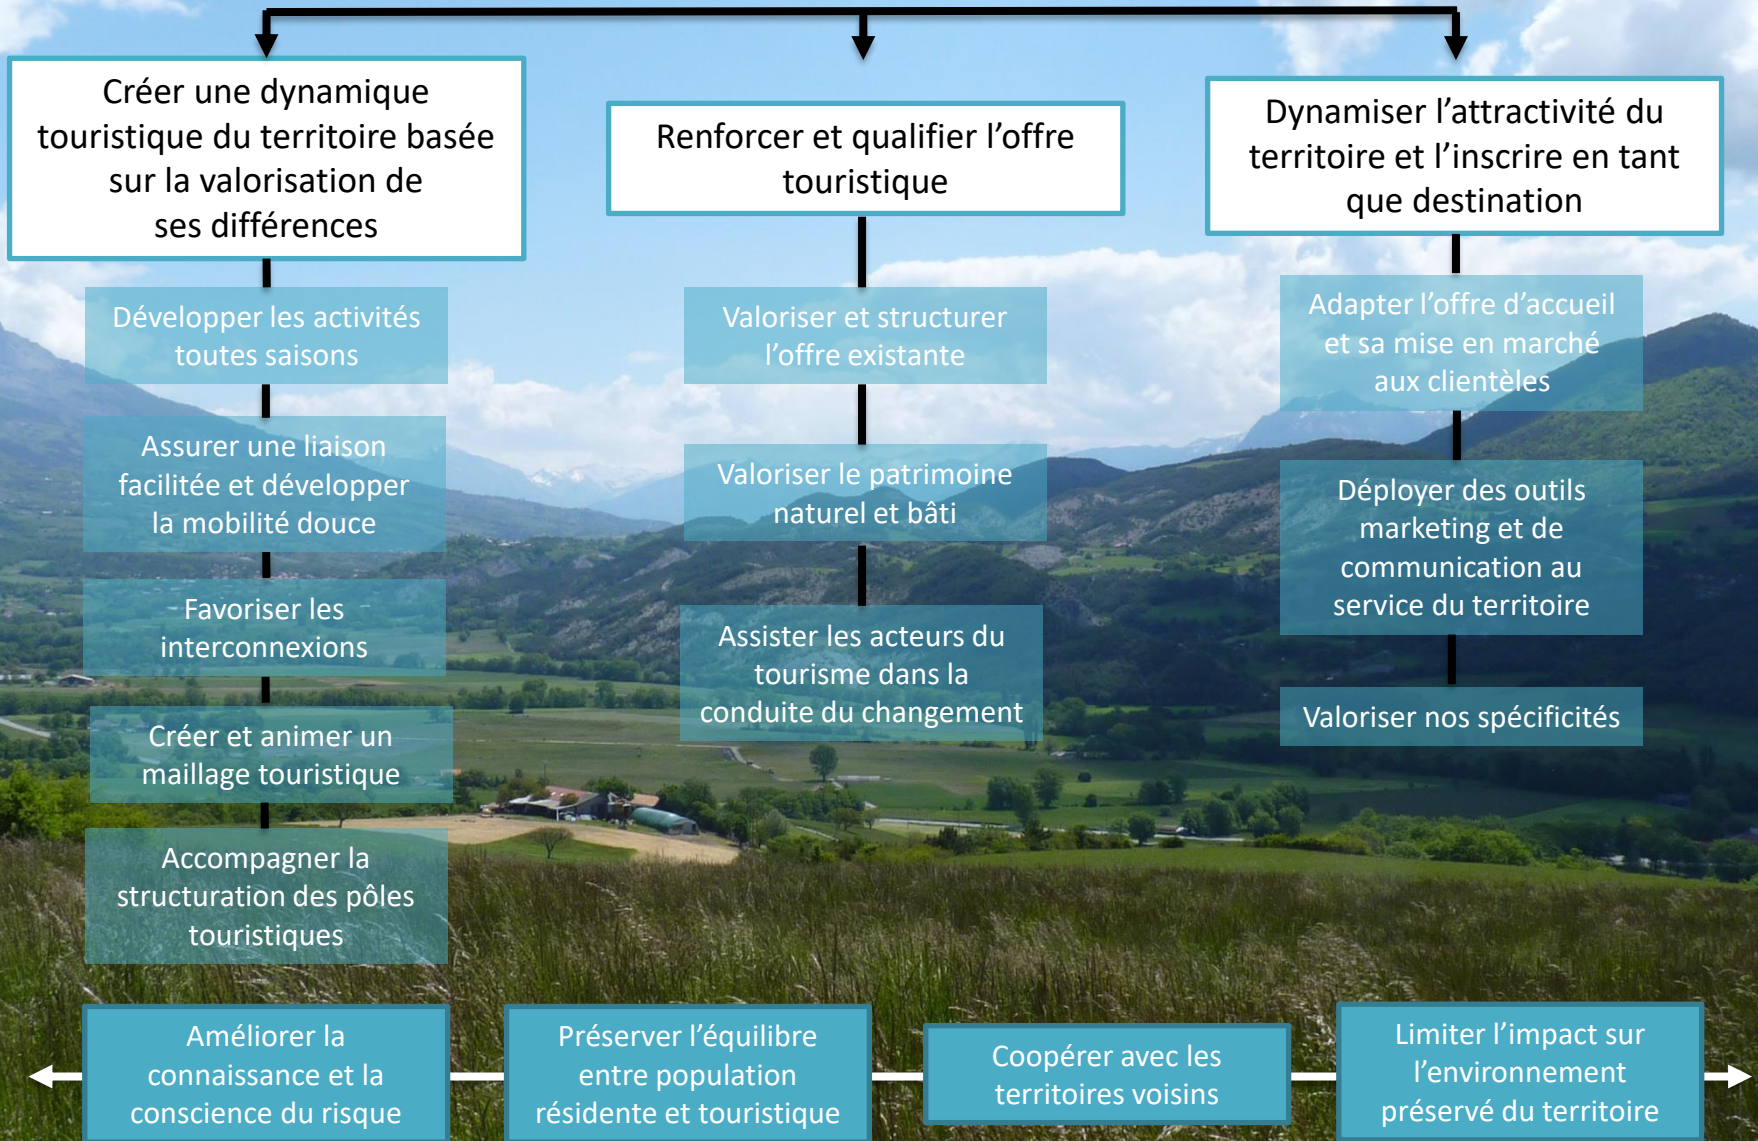 Créer une dynamique
touristique du territoire basée
sur la valorisation de
ses différences
Développer les activités
toutes saisons
Assurer une liaison
facilitée et développer
la mobilité douce
Favoriser les
interconnexions
Créer et animer un
maillage touristique
Accompagner la
structuration des pôles
touristiques
Renforcer et qualifier l’offre
touristique
Valoriser et structurer
l’offre existante
Valoriser le patrimoine
naturel et bâti
Assister les acteurs du
tourisme dans la
conduite du changement
Dynamiser l’attractivité du
territoire et l’inscrire en tant
que destination
Adapter l’offre d’accueil
et sa mise en marché
aux clientèles
Déployer des outils
marketing et de
communication au
service du territoire
Valoriser nos spécificités
Améliorer la
connaissance et la
conscience du risque
Préserver l’équilibre
entre population
résidente et touristique
Coopérer avec les
territoires voisins
Limiter l’impact sur
l’environnement
préservé du territoire